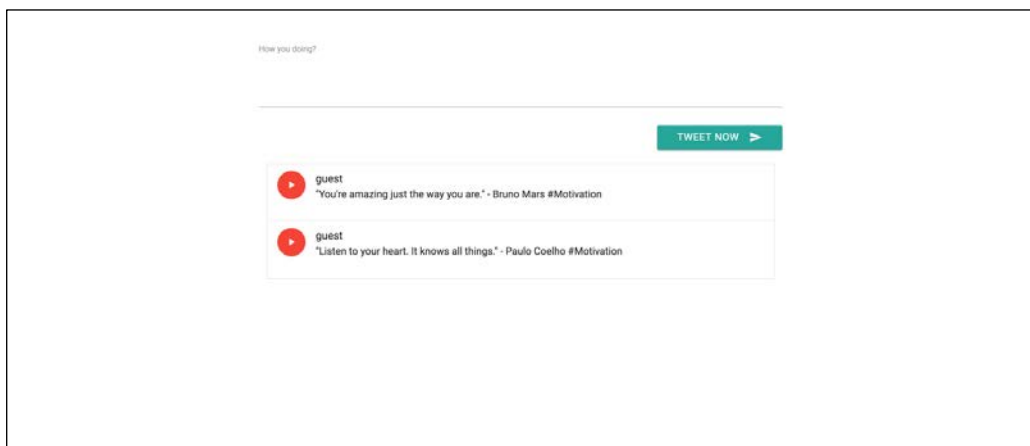 How you doing?
TWEET NOW
guest
"You're amazing just the way you are." - Bruno Mars #Motivation
guest
"Listen to your heart. It knows all things." - Paulo Coelho #Motivation